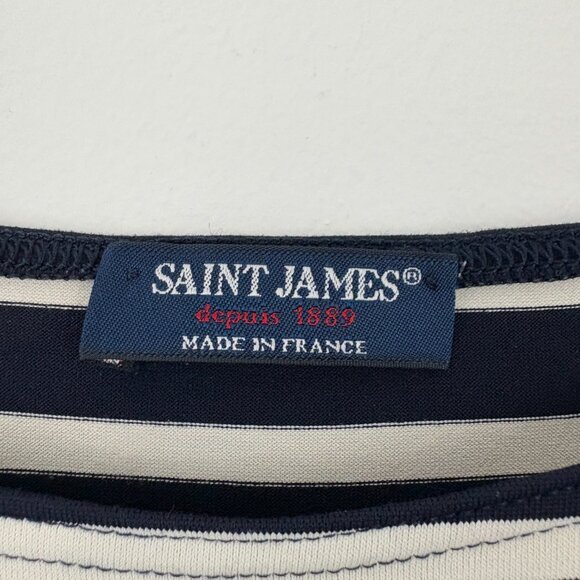 SAINT JAMES®
depuis 1889
MADE IN FRANCE